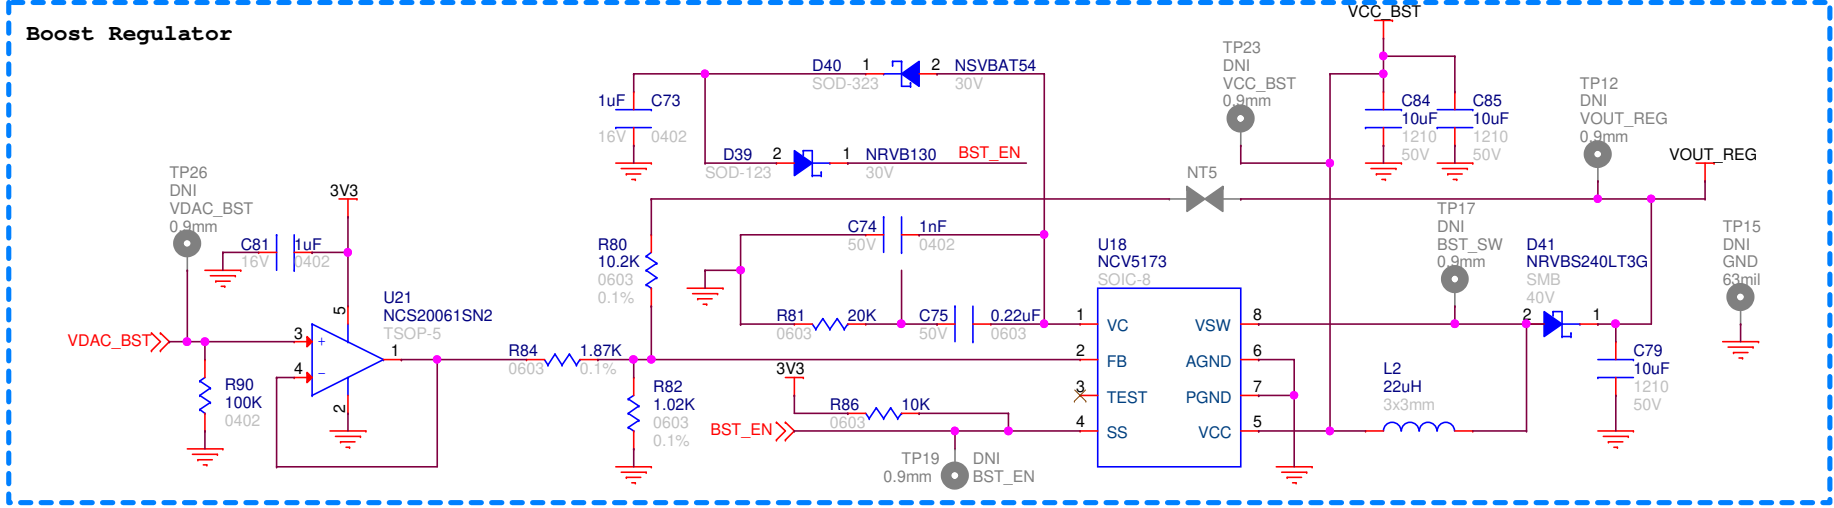 Boost Regulator
VCC_BST
TP23
DNI
VCC_BST
0.9mm
D40
1
2
NSVBAT54
SOD-323
30V
1uF
C73
16V
0402
D39
2
1
NRVB130
BST_EN
SOD-123
30V
C84
10uF
1210
50V
C85
10uF
1210
50V
TP12
DNI
VOUT_REG
0.9mm
VOUT_REG
TP26
DNI
VDAC_BST
0.9mm
3V3
NT5
C81
1uF
16V
0402
R80
10.2K
0603
0.1%
C74
1nF
50V
0402
U18
NCV5173
SOIC-8
TP17
DNI
BST_SW
0.9mm
D41
NRVBS240LT3G
SMB
40V
TP15
DNI
GND
63mil
U21
NCS20061SN2
TSOP-5
5
R81
20K
0603
C75
0.22uF
50V
0603
1
VC
VSW
8
2
1
VDAC_BST
3
+
4
−
1
2
R84
1.87K
0603
0.1%
2
FB
AGND
6
C79
10uF
1210
50V
R90
100K
0402
R82
1.02K
0603
0.1%
3V3
3
TEST
PGND
7
L2
22uH
3x3mm
R86
10K
0603
BST_EN
4
SS
VCC
5
TP19
DNI
0.9mm
BST_EN